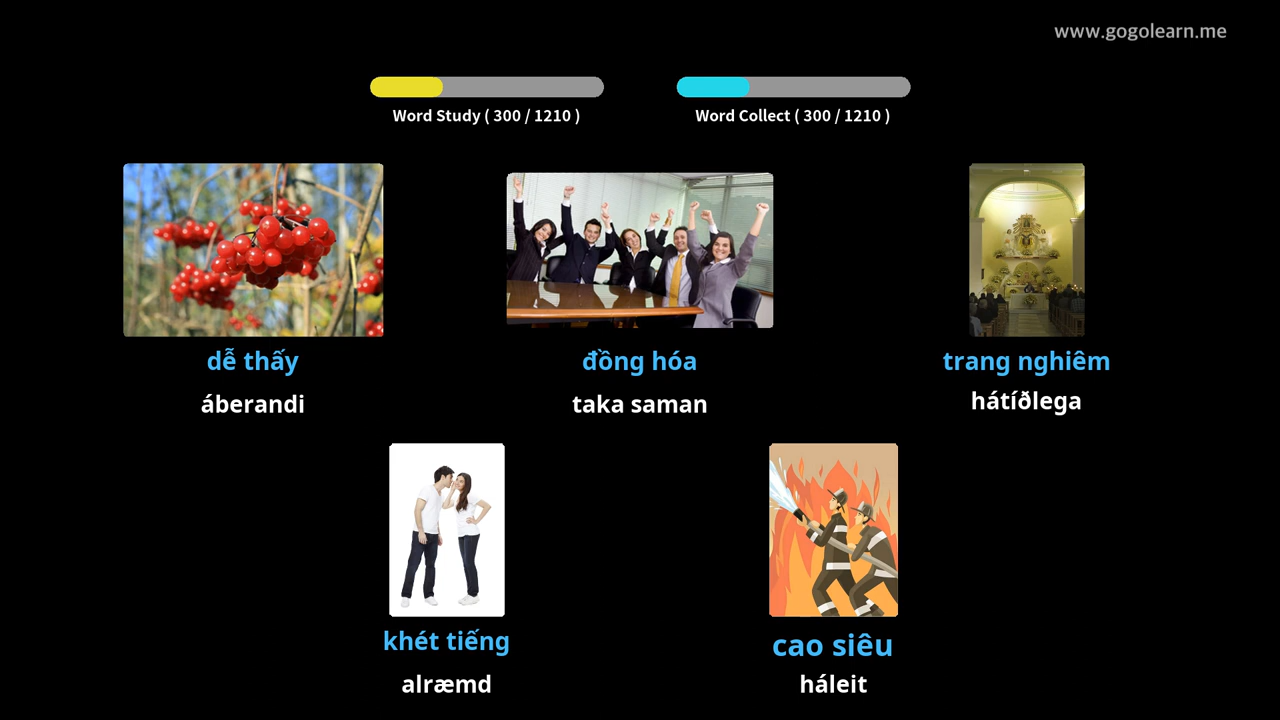 www.gogolearn.me
Word Study ( 300 / 1210 )
Word Collect ( 300 / 1210 )
dễ thấy
áberandi
đồng hóa
taka saman
trang nghiêm
hátíðlega
khét tiếng
alræmd
cao siêu
háleit